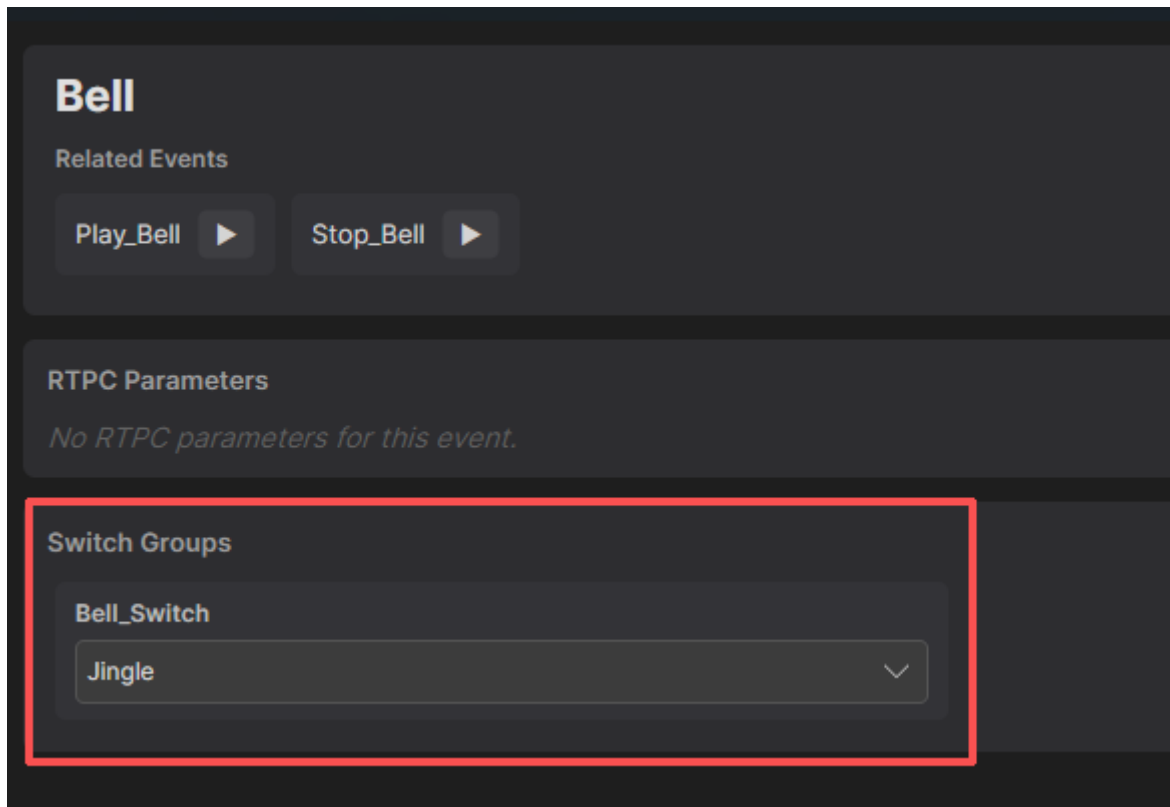 Bell
Related Events
Play_Bell Stop_Bell
RTPC Parameters
No RTPC parameters for this event.
Switch Groups
Bell_Switch
Jingle